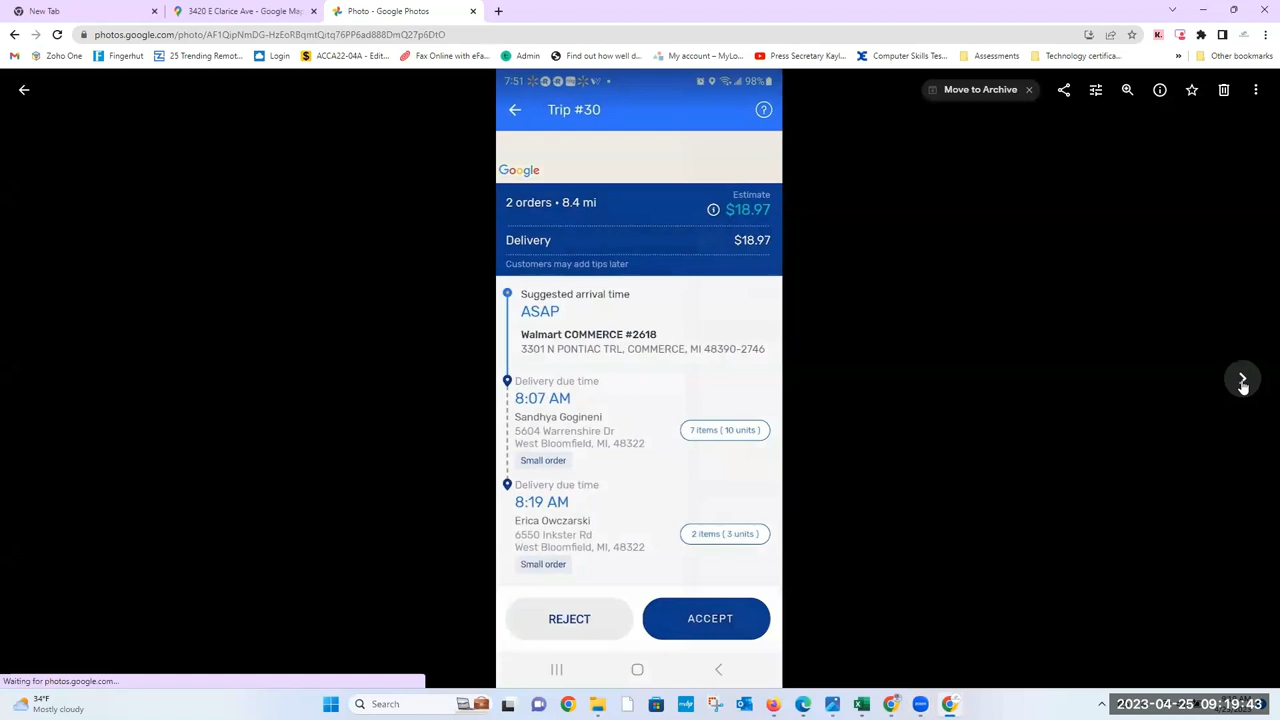 New Tab
3420 E Clarice Ave - Google Ma
Photo - Google Photos
photos.google.com/photo/AF1QipNmDG-HzEoRBqmtQitq76PP6ad888DmQ27p6DtO
Zoho One
Fingerhut
25 Trending Remot...
Login
ACCA22-04A - Edit...
Fax Online with eFa...
Admin
Find out how well d...
My account – MyLo...
Press Secretary Kayl...
Computer Skills Tes...
Assessments
Technology certifica...
Other bookmarks
Move to Archive
7:51
98%
Trip #30
Google
2 orders • 8.4 mi
Estimate
$18.97
Delivery
$18.97
Customers may add tips later
Suggested arrival time
ASAP
Walmart COMMERCE #2618
3301 N PONTIAC TRL, COMMERCE, MI 48390-2746
Delivery due time
8:07 AM
Sandhya Gogineni
5604 Warrenshire Dr
West Bloomfield, MI, 48322
7 items ( 10 units )
Small order
Delivery due time
8:19 AM
Erica Owczarski
6550 Inkster Rd
West Bloomfield, MI, 48322
2 items ( 3 units )
Small order
REJECT
ACCEPT
Waiting for photos.google.com...
34°F
Mostly cloudy
Search
2023-04-25 09:19:43